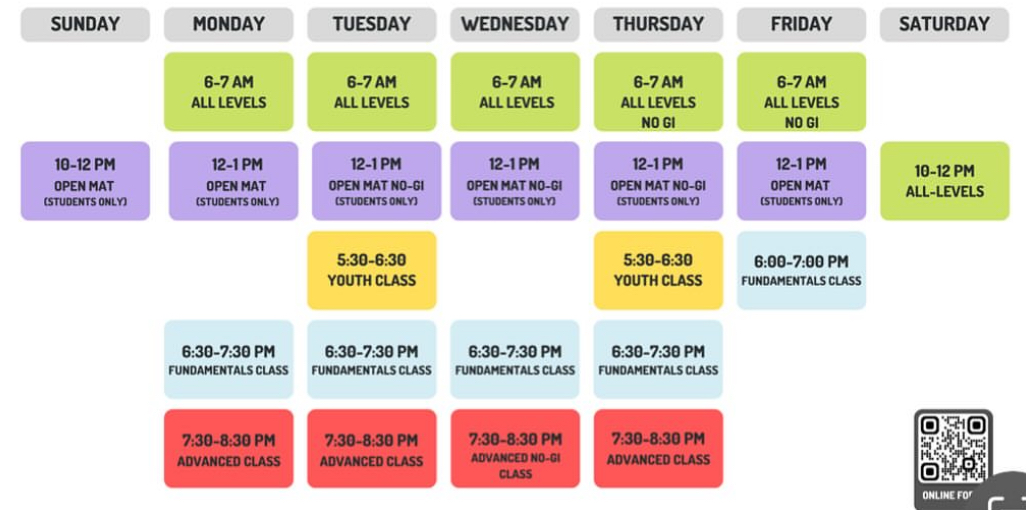 SUNDAY MONDAY TUESDAY WEDNESDAY THURSDAY FRIDAY SATURDAY
6-7 AM
ALL LEVELS
6-7 AM
ALL LEVELS
6-7 AM
ALL LEVELS
6-7 AM
ALL LEVELS
NO GI
6-7 AM
ALL LEVELS
NO GI
10-12 PM
OPEN MAT
(STUDENTS ONLY)
12-1 PM
OPEN MAT
(STUDENTS ONLY)
12-1 PM
OPEN MAT NO-GI
(STUDENTS ONLY)
12-1 PM
OPEN MAT NO-GI
(STUDENTS ONLY)
12-1 PM
OPEN MAT NO-GI
(STUDENTS ONLY)
12-1 PM
OPEN MAT
(STUDENTS ONLY)
10-12 PM
ALL-LEVELS
5:30-6:30
YOUTH CLASS
5:30-6:30
YOUTH CLASS
6:00-7:00 PM
FUNDAMENTALS CLASS
6:30-7:30 PM
FUNDAMENTALS CLASS
6:30-7:30 PM
FUNDAMENTALS CLASS
6:30-7:30 PM
FUNDAMENTALS CLASS
6:30-7:30 PM
FUNDAMENTALS CLASS
7:30-8:30 PM
ADVANCED CLASS
7:30-8:30 PM
ADVANCED CLASS
7:30-8:30 PM
ADVANCED NO-GI
CLASS
7:30-8:30 PM
ADVANCED CLASS
ONLINE